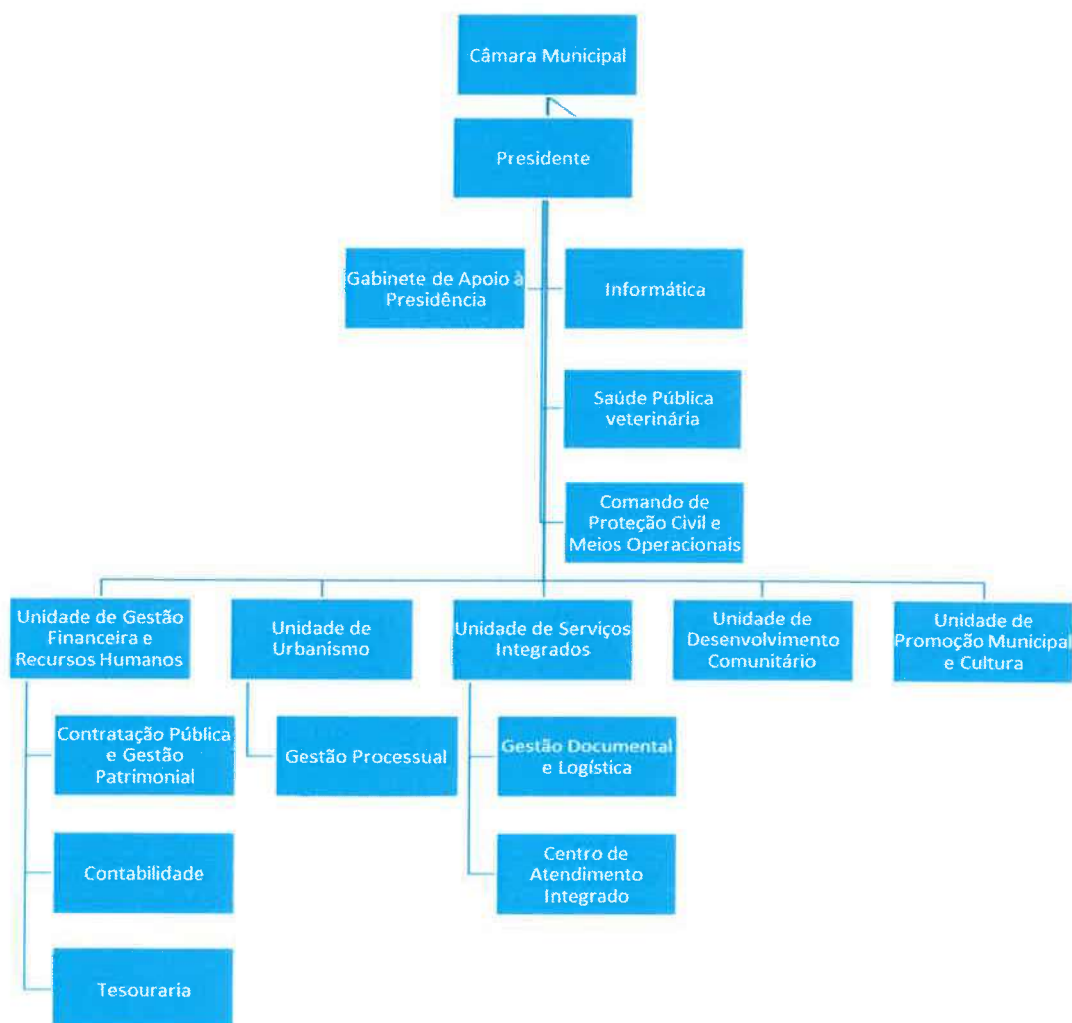 Câmara Municipal
Presidente
Gabinete de Apoio à
Presidência
Informática
Saúde Pública
veterinária
Comando de
Proteção Civil e
Meios Operacionais
Unidade de Gestão
Financeira e
Recursos Humanos
Unidade de
Urbanismo
Unidade de Serviços
Integrados
Unidade de
Desenvolvimento
Comunitário
Unidade de
Promoção Municipal
e Cultura
Contratação Pública
e Gestão
Patrimonial
Gestão Processual
Gestão Documental
e Logística
Contabilidade
Centro de
Atendimento
Integrado
Tesouraria